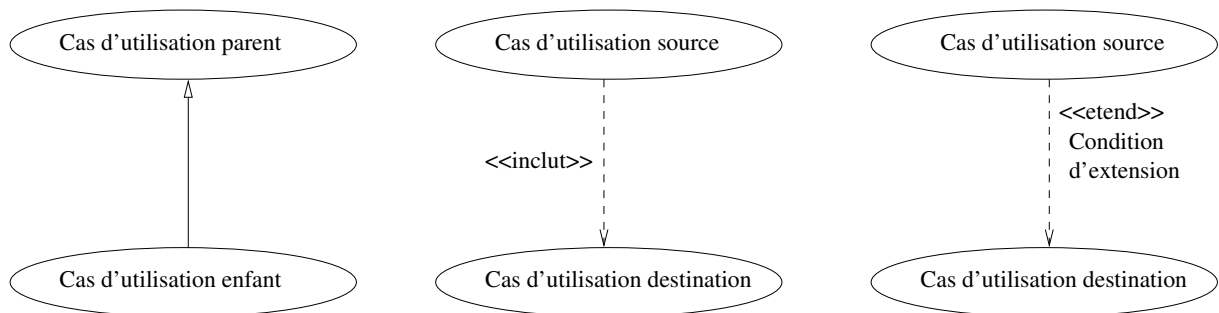 Cas d'utilisation parent
Cas d'utilisation enfant
Cas d'utilisation source
<<inclut>>
Cas d'utilisation destination
Cas d'utilisation source
<<etend>>
Condition
d'extension
Cas d'utilisation destination